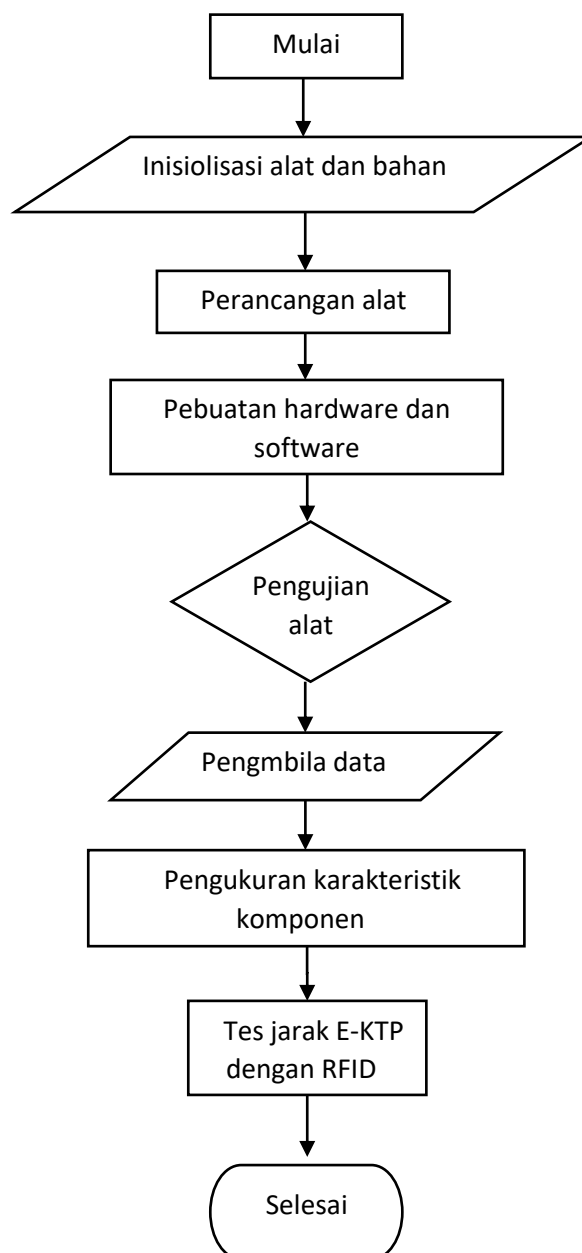 Mulai
Inisiolisasi alat dan bahan
Perancangan alat
Pebuatan hardware dan
software
Pengujian
alat
Pengmbila data
Pengukuran karakteristik
komponen
Tes jarak E-KTP
dengan RFID
Selesai